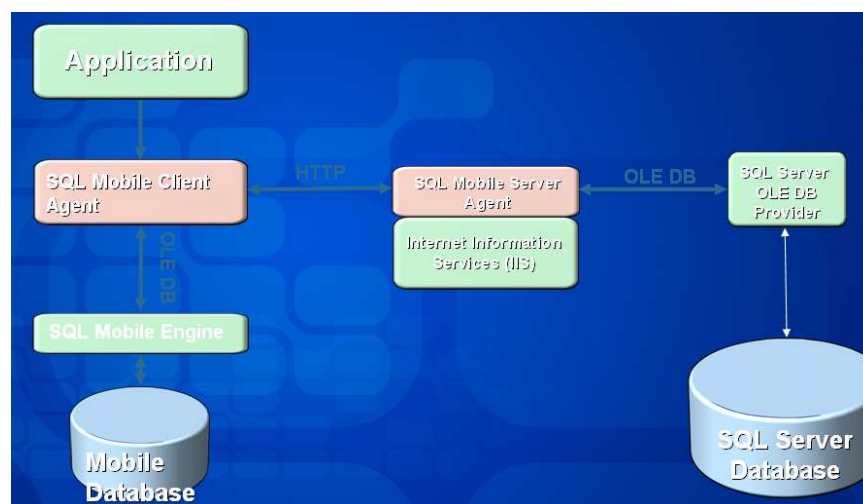 Application
SQL Mobile Client
Agent
HTTP
SQL Mobile Server
Agent
Internet Information
Services (IIS)
OLE DB
SQL Server
OLE DB
Provider
OLE DB
SQL Mobile Engine
Mobile
Database
SQL Server
Database